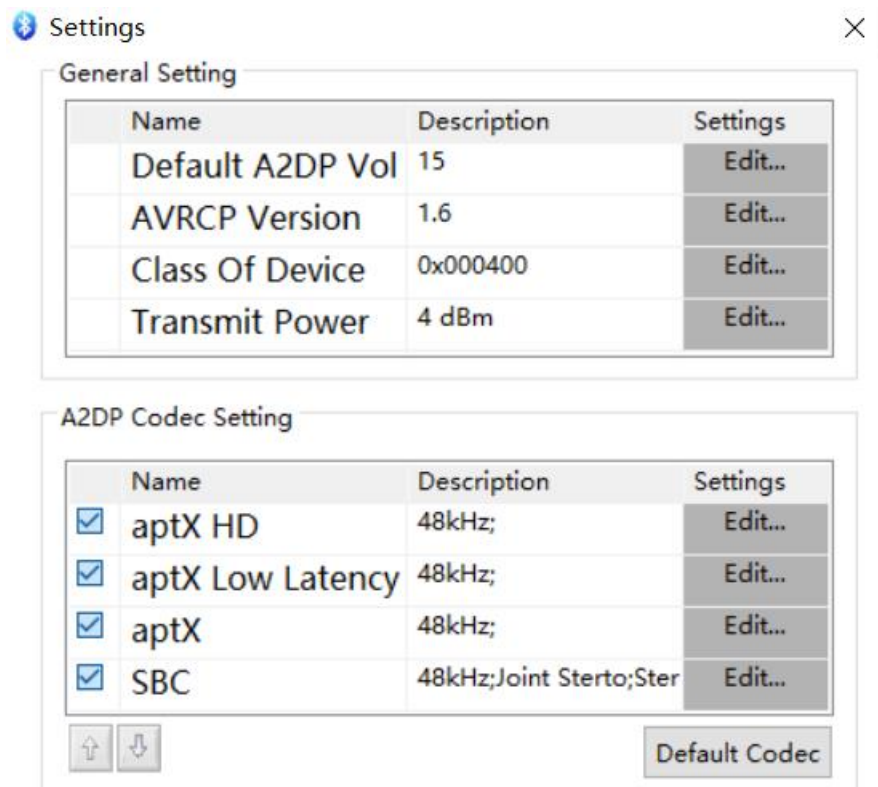 Settings
General Setting
Name Description Settings
Default A2DP Vol 15 Edit...
AVRCP Version 1.6 Edit...
Class Of Device 0x000400 Edit...
Transmit Power 4 dBm Edit...
A2DP Codec Setting
Name Description Settings
aptX HD 48kHz; Edit...
aptX Low Latency 48kHz; Edit...
aptX 48kHz; Edit...
SBC 48kHz;Joint Sterto;Ster Edit...
Default Codec